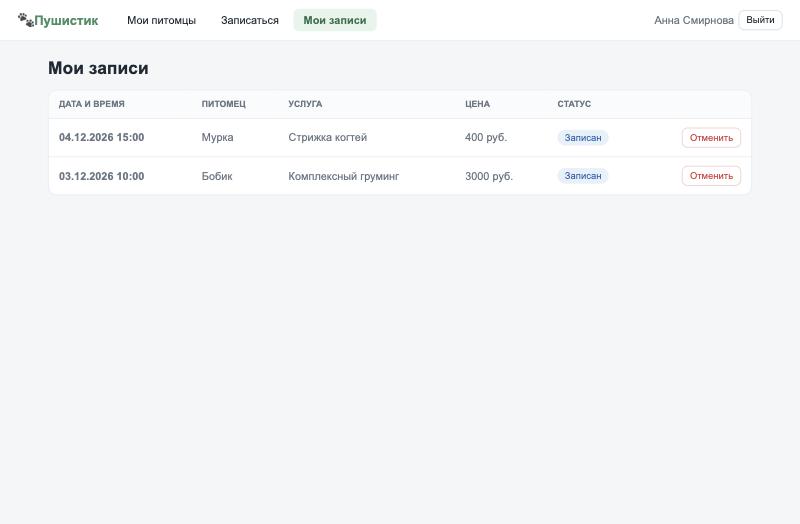 Пушистик Мои питомцы Записаться Мои записи Анна Смирнова Выйти
Мои записи
ДАТА И ВРЕМЯ ПИТОМЕЦ УСЛУГА ЦЕНА СТАТУС
04.12.2026 15:00 Мурка Стрижка когтей 400 руб. Записан Отменить
03.12.2026 10:00 Бобик Комплексный груминг 3000 руб. Записан Отменить